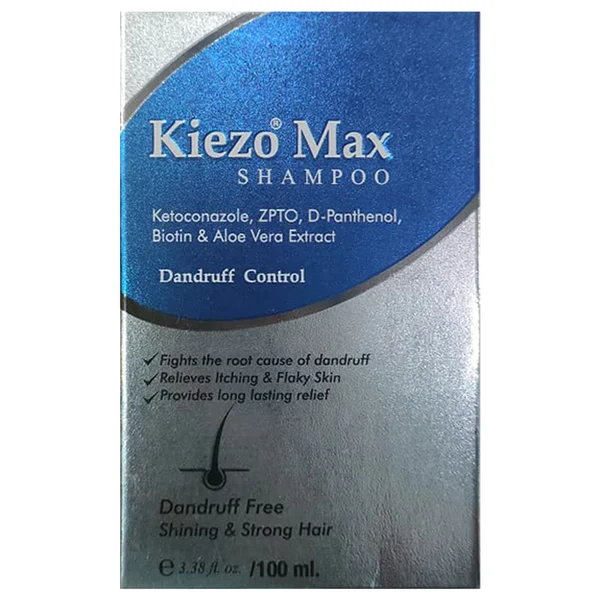 Kiezo® Max
SHAMPOO
Ketoconazole, ZPTO, D-Panthenol,
Biotin & Aloe Vera Extract
Dandruff Control
✓ Fights the root cause of dandruff
✓ Relieves Itching & Flaky Skin
✓ Provides long lasting relief
Dandruff Free
Shining & Strong Hair
℮ 3.38 fl. oz. /100 ml.